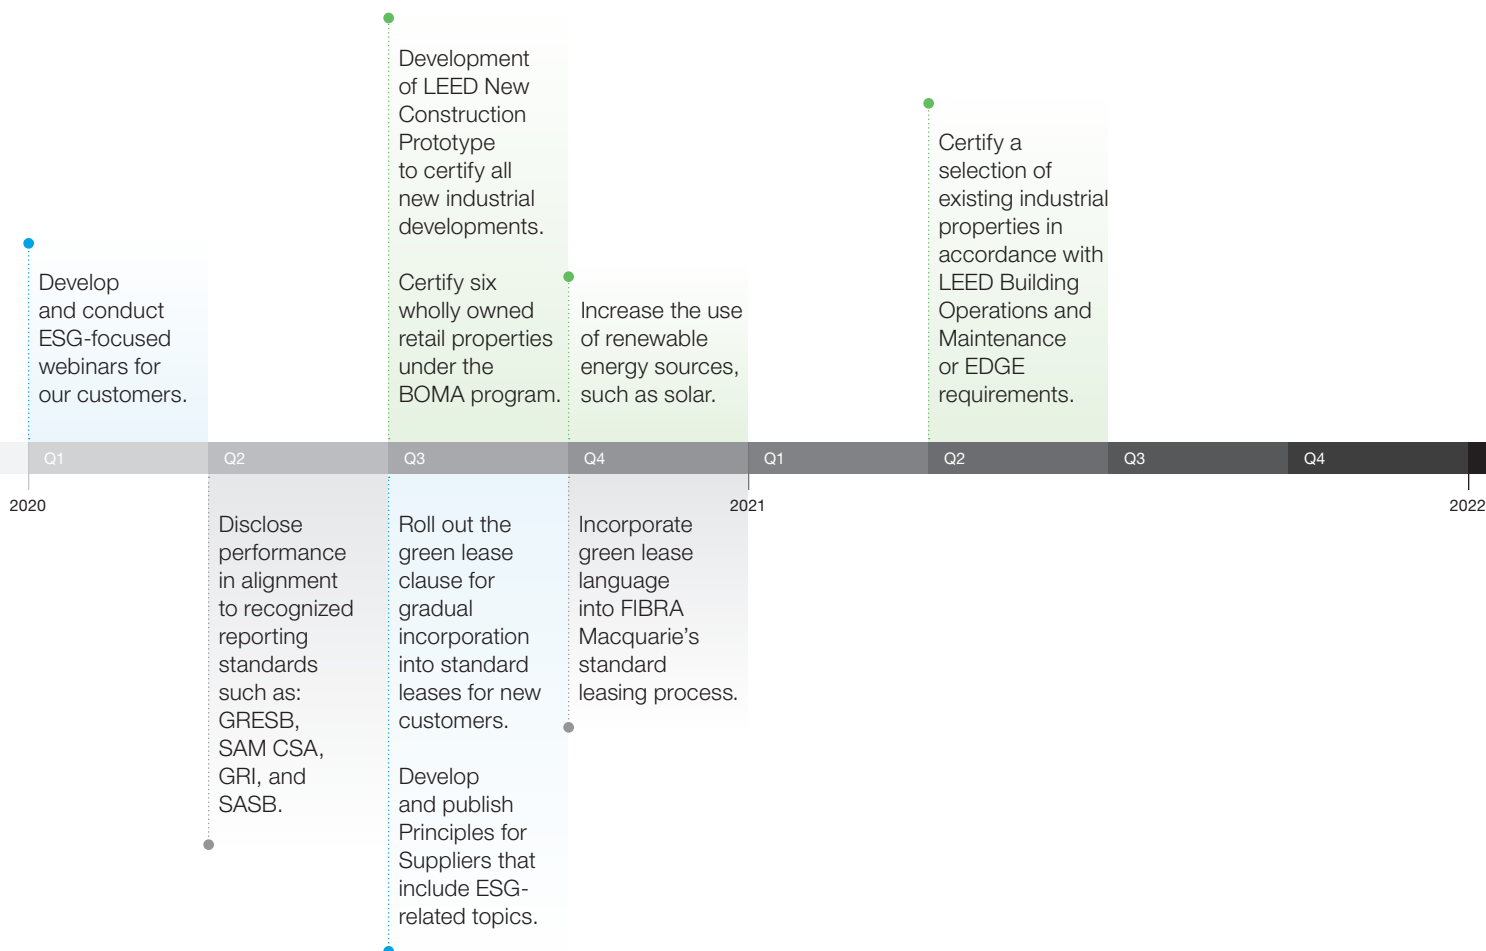 Development
of LEED New
Construction
Prototype
to certify all
new industrial
developments.
Certify six
wholly owned
retail properties
under the
BOMA program.
Certify a
selection of
existing industrial
properties in
accordance with
LEED Building
Operations and
Maintenance
or EDGE
requirements.
Develop
and conduct
ESG-focused
webinars for
our customers.
Increase the use
of renewable
energy sources,
such as solar.
Q1
Q2
Q3
Q4
Q1
Q2
Q3
Q4
2020
2021
2022
Disclose
performance
in alignment
to recognized
reporting
standards
such as:
GRESB,
SAM CSA,
GRI, and
SASB.
Roll out the
green lease
clause for
gradual
incorporation
into standard
leases for new
customers.
Develop
and publish
Principles for
Suppliers that
include ESG-
related topics.
Incorporate
green lease
language
into FIBRA
Macquarie’s
standard
leasing process.